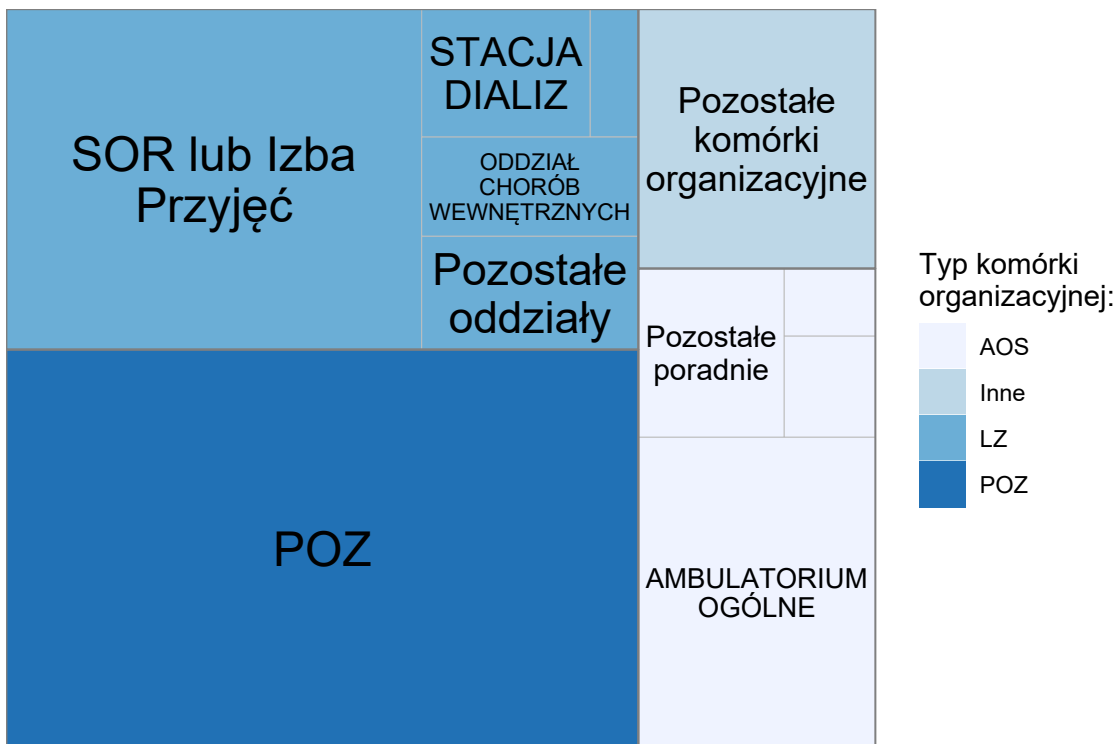 SOR lub Izba
Przyjęć
STACJA
DIALIZ
ODDZIAŁ
CHORÓB
WEWNĘTRZNYCH
Pozostałe
oddziały
POZ
Pozostałe
komórki
organizacyjne
Pozostałe
poradnie
AMBULATORIUM
OGÓLNE
Typ komórki
organizacyjnej:
AOS
Inne
LZ
POZ